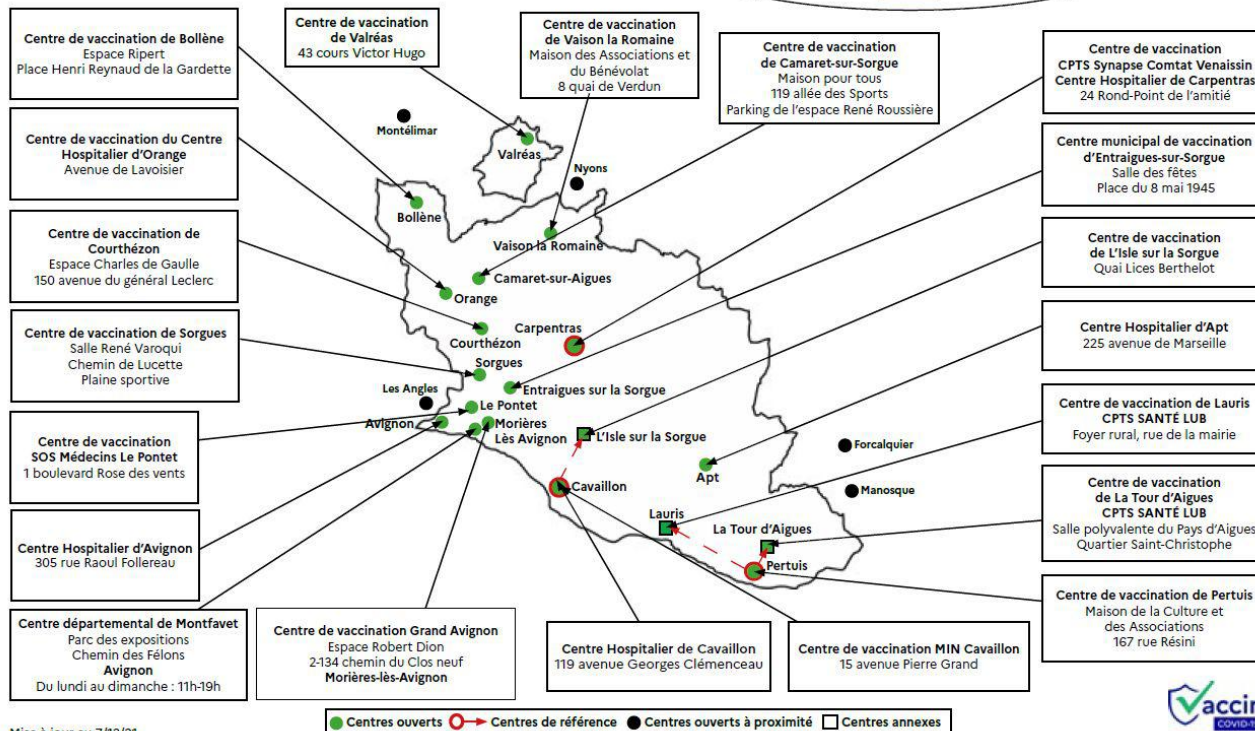 Centre de vaccination de Bollène
Espace Ripert
Place Henri Reynaud de la Gardette
Centre de vaccination
de Valréas
43 cours Victor Hugo
Centre de vaccination
de Vaison la Romaine
Maison des Associations et
du Bénévolat
8 quai de Verdun
Centre de vaccination
de Camaret-sur-Sorgue
Maison pour tous
119 allée des Sports
Parking de l'espace René Roussière
Centre de vaccination
CPTS Synapse Comtat Venaissin
Centre Hospitalier de Carpentras
24 Rond-Point de l'amitié
Centre de vaccination du Centre
Hospitalier d'Orange
Avenue de Lavoisier
Centre municipal de vaccination
d'Entraigues-sur-Sorgue
Salle des fêtes
Place du 8 mai 1945
Centre de vaccination de
Courthézon
Espace Charles de Gaulle
150 avenue du général Leclerc
Centre de vaccination
de L'Isle sur la Sorgue
Quai Lices Berthelot
Centre de vaccination de Sorgues
Salle René Varoqui
Chemin de Lucette
Plaine sportive
Centre Hospitalier d'Apt
225 avenue de Marseille
Centre de vaccination
SOS Médecins Le Pontet
1 boulevard Rose des vents
Centre de vaccination de Lauris
CPTS SANTÉ LUB
Foyer rural, rue de la mairie
Centre Hospitalier d'Avignon
305 rue Raoul Follereau
Centre de vaccination
de La Tour d'Aigues
CPTS SANTÉ LUB
Salle polyvalente du Pays d'Aigues
Quartier Saint-Christophe
Centre départemental de Montfavet
Parc des expositions
Chemin des Félons
Avignon
Du lundi au dimanche : 11h-19h
Centre de vaccination Grand Avignon
Espace Robert Dion
2-134 chemin du Clos neuf
Morières-lès-Avignon
Centre Hospitalier de Cavaillon
119 avenue Georges Clémenceau
Centre de vaccination MIN Cavaillon
15 avenue Pierre Grand
Centre de vaccination de Pertuis
Maison de la Culture et
des Associations
167 rue Résini
Montélimar
Valréas
Nyons
Bollène
Vaison la Romaine
Camaret-sur-Aigues
Orange
Carpentras
Courthézon
Sorgues
Entraigues sur la Sorgue
Les Angles
Le Pontet
Avignon
Morières
Lès Avignon
L'Isle sur la Sorgue
Forcalquier
Apt
Cavaillon
Manosque
Lauris
La Tour d'Aigues
Pertuis
Centres ouverts
Centres de référence
Centres ouverts à proximité
Centres annexes
Vaccin
COVID-1